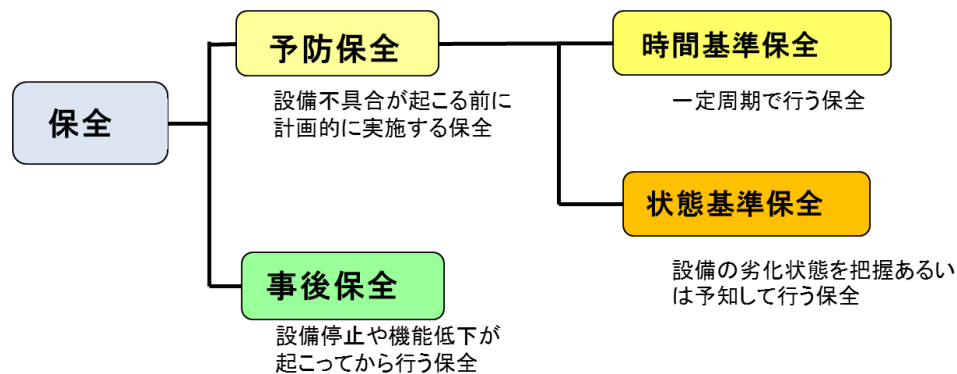 保全
予防保全
設備不具合が起こる前に
計画的に実施する保全
時間基準保全
一定周期で行う保全
状態基準保全
設備の劣化状態を把握あるい
は予知して行う保全
事後保全
設備停止や機能低下が
起こってから行う保全